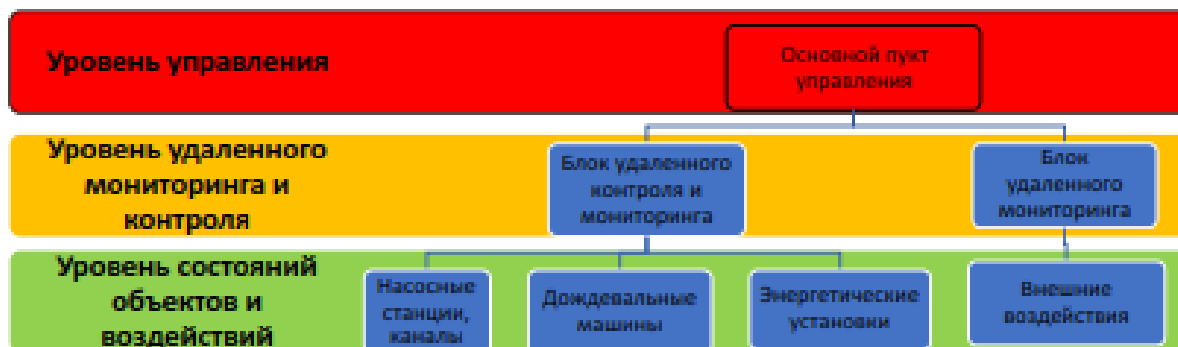 Уровень управления
Основной пукт
управления
Уровень удаленного
мониторинга и
контроля
Блок удаленного
контроля и
мониторинга
Блок
удаленного
мониторинга
Уровень состояний
объектов и
воздействий
Насосные
станции,
каналы
Дождевальные
машины
Энергетические
установки
Внешние
воздействия